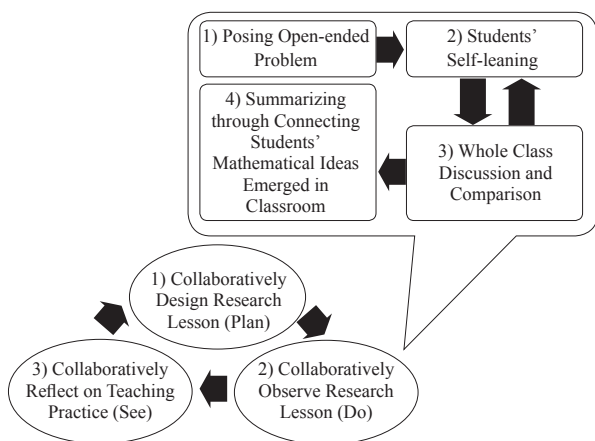 1) Posing Open-ended
Problem
2) Students'
Self-leaning
4) Summarizing
through Connecting
Students'
Mathematical Ideas
Emerged in
Classroom
3) Whole Class
Discussion and
Comparison
1) Collaboratively
Design Research
Lesson (Plan)
3) Collaboratively
Reflect on Teaching
Practice (See)
2) Collaboratively
Observe Research
Lesson (Do)